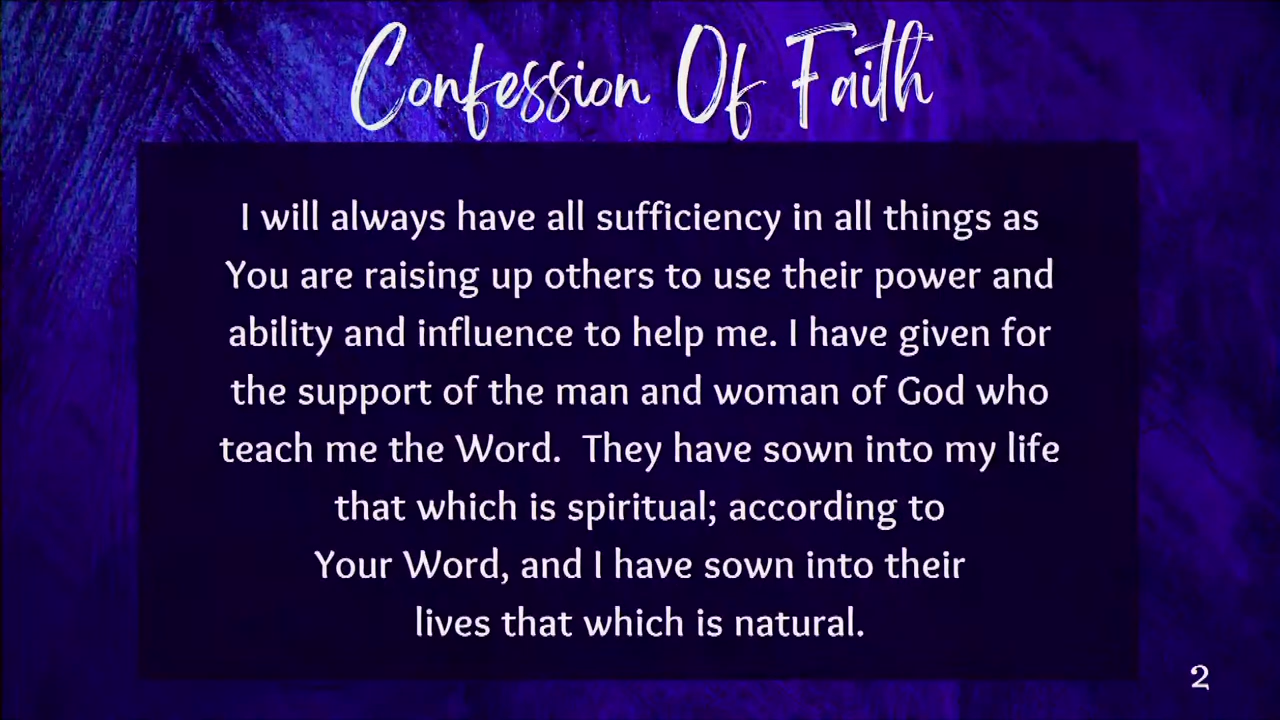 Confession Of Faith
I will always have all sufficiency in all things as
You are raising up others to use their power and
ability and influence to help me. I have given for
the support of the man and woman of God who
teach me the Word.  They have sown into my life
that which is spiritual; according to
Your Word, and I have sown into their
lives that which is natural.
2